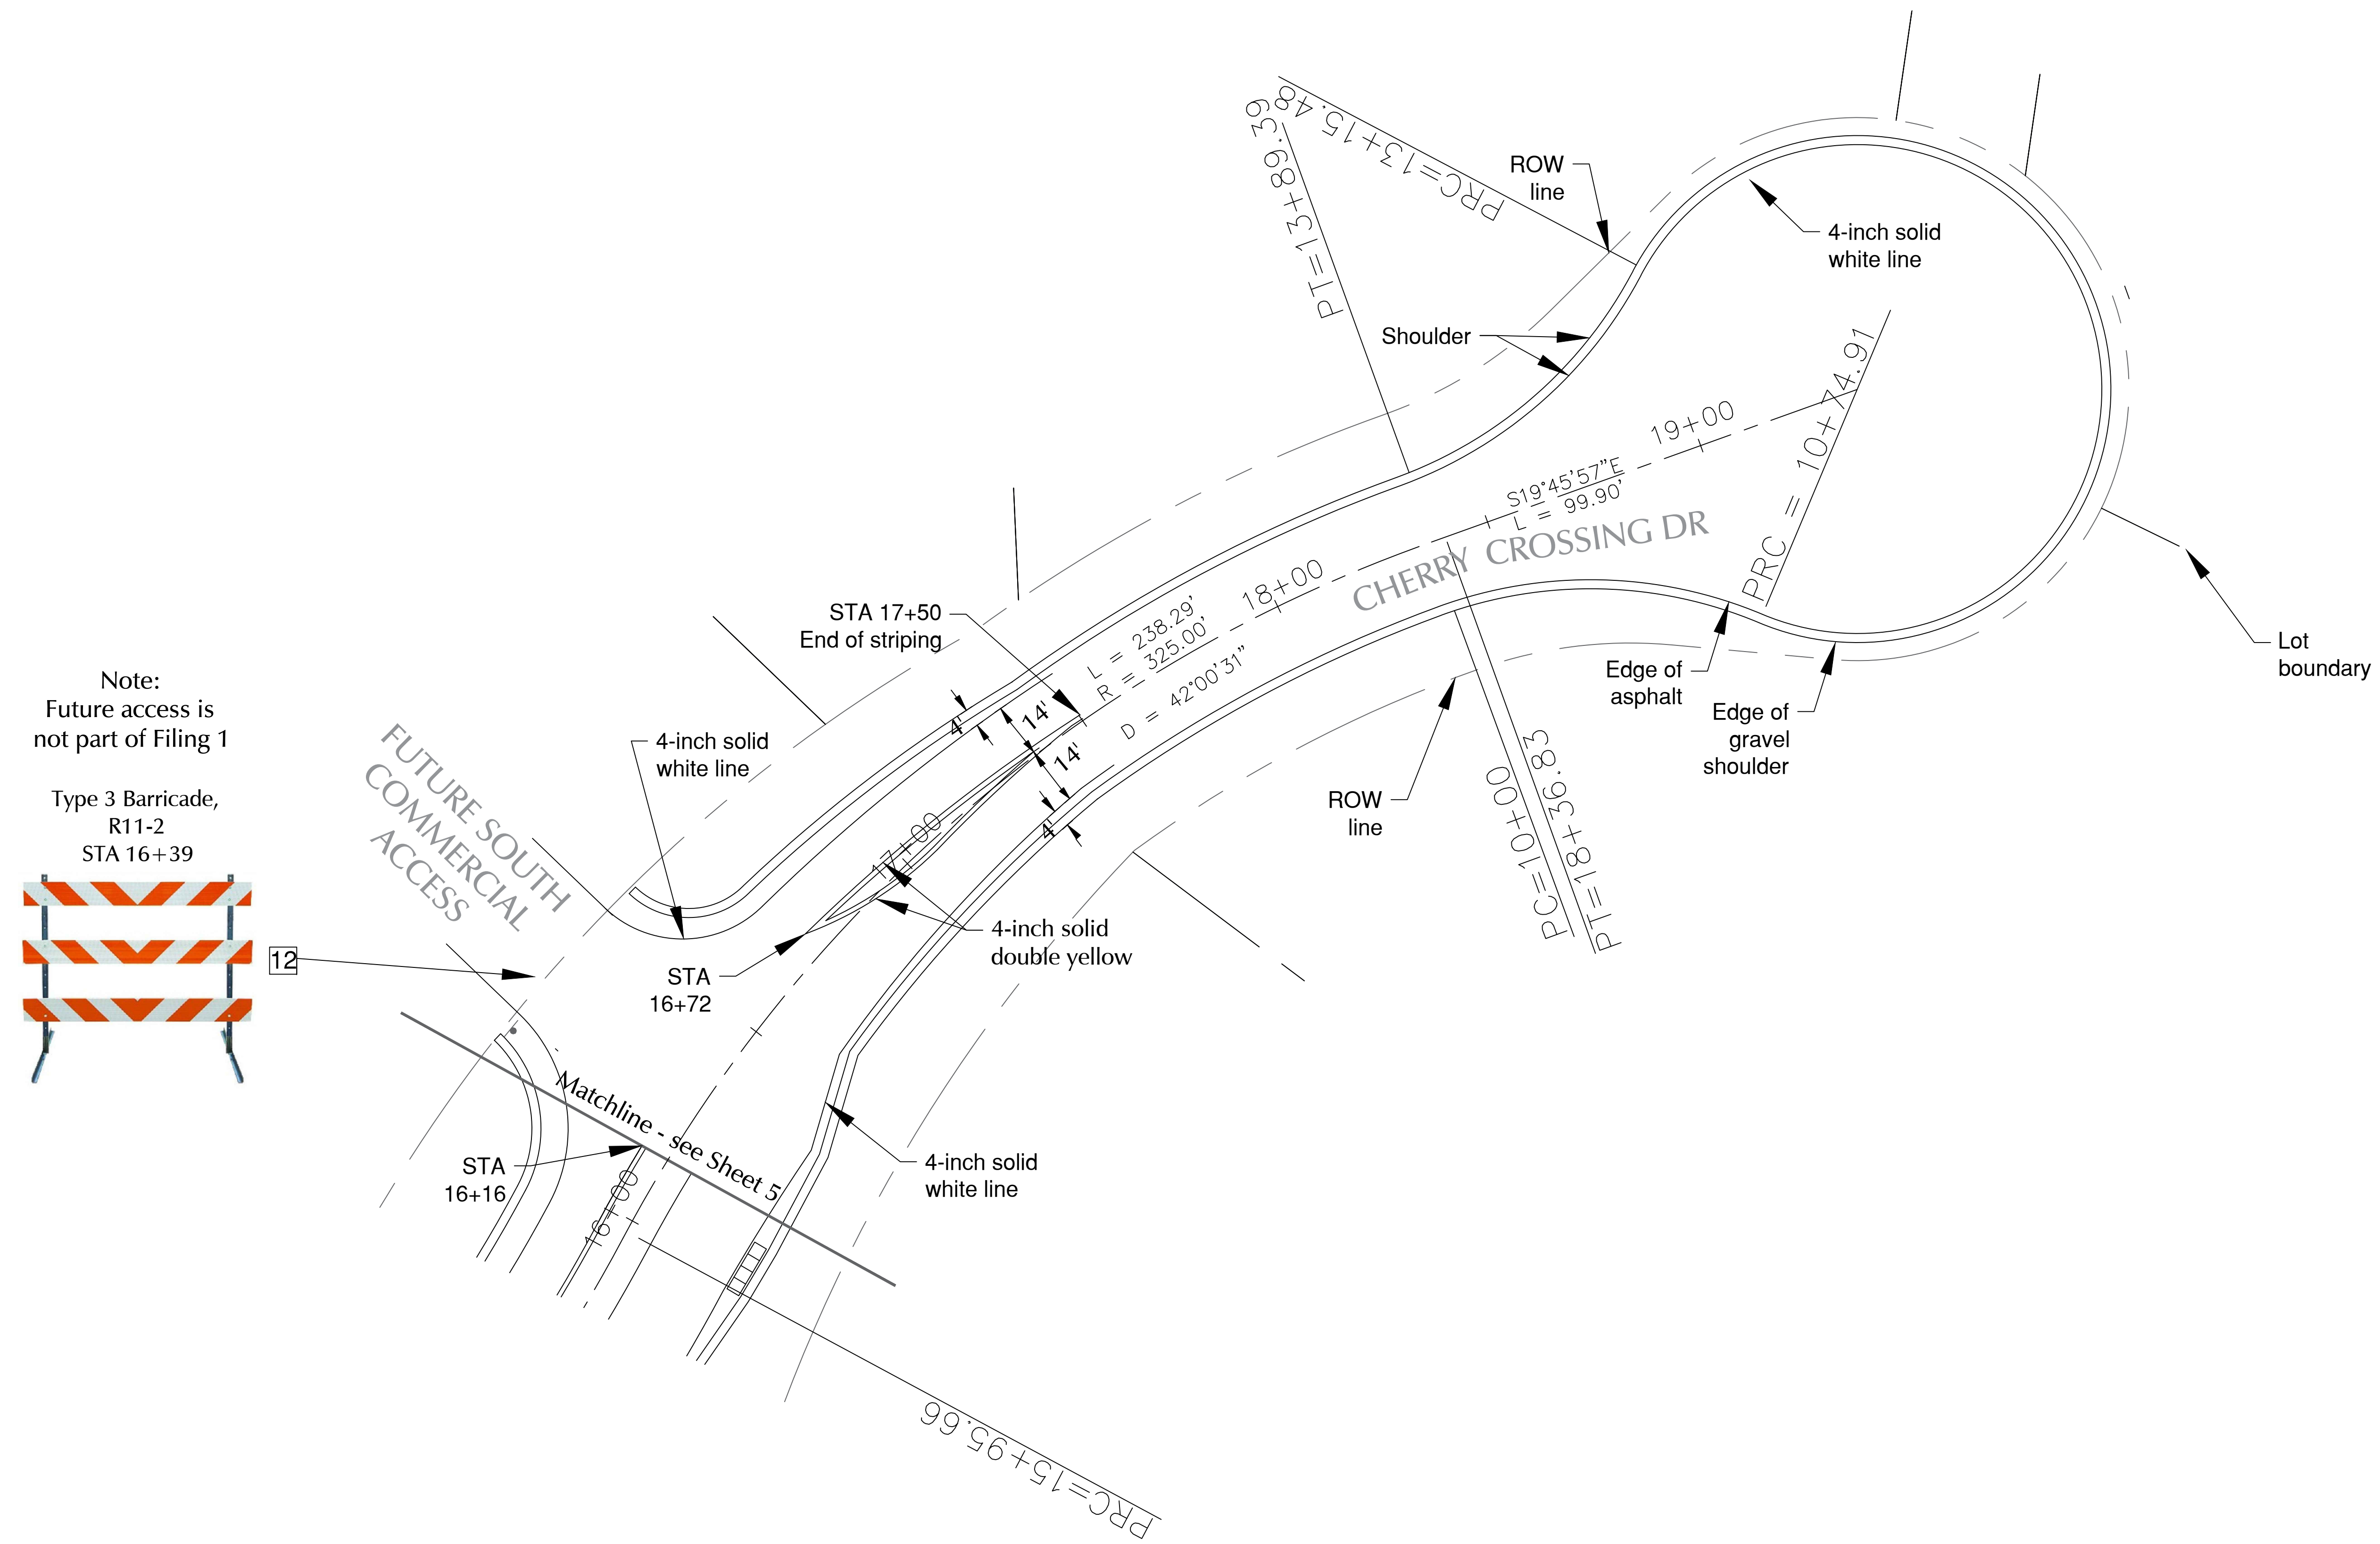 PRC=13+15.48
PT=13+89.39
ROW
line
4-inch solid
white line
Shoulder
PRC = 10+74.91
19+00
S19°45'57"E
L = 99.90'
CHERRY CROSSING DR
18+00
STA 17+50
End of striping
L = 238.29'
R = 325.00'
D = 42°00'31"
Lot
boundary
Edge of
asphalt
Edge of
gravel
shoulder
Note:
Future access is
not part of Filing 1
Type 3 Barricade,
R11-2
STA 16+39
FUTURE SOUTH
COMMERCIAL
ACCESS
4-inch solid
white line
4'
14'
14'
4'
ROW
line
PC=10+00
PT=18+36.83
17+00
4-inch solid
double yellow
12
STA
16+72
Matchline - see Sheet 5
STA
16+16
16+00
4-inch solid
white line
PRC=15+95.66